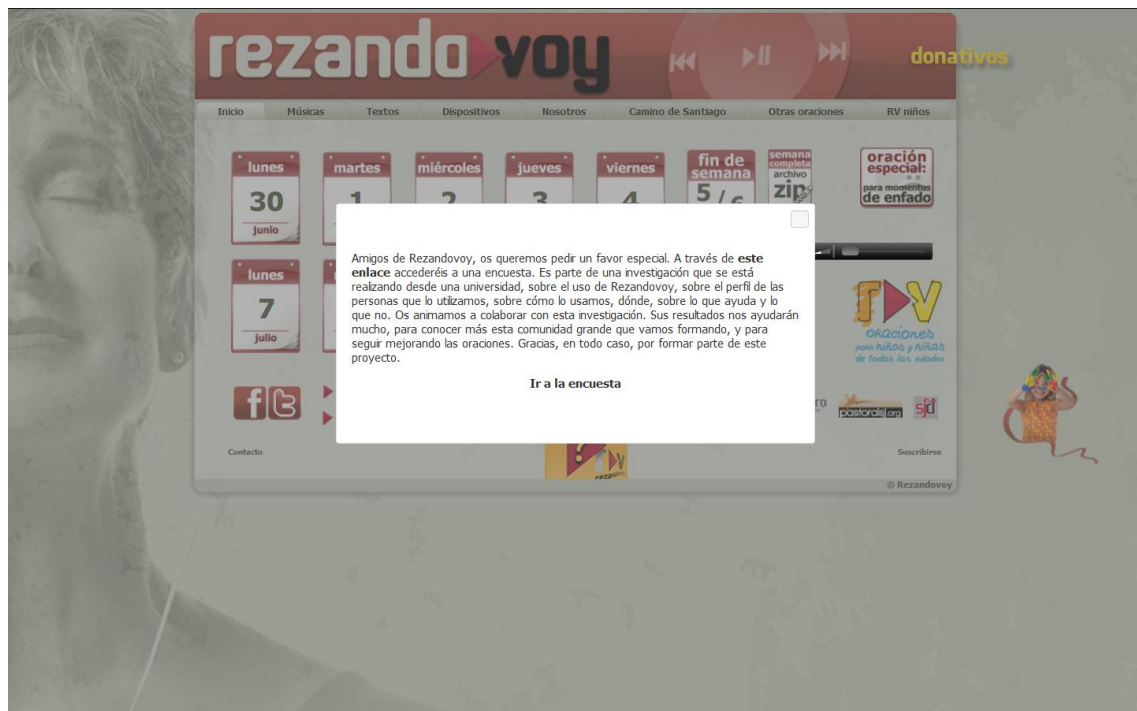 rezando voy
donativos
Inicio Músicas Textos Dispositivos Nosotros Camino de Santiago Otras oraciones RV niños
lunes
30
junio
martes
1
miércoles
2
jueves
3
viernes
4
fin de
semana
5/6
semana
completa
archivo
zip
oración
especial:
para momentos
de enfado
Amigos de Rezandovoy, os queremos pedir un favor especial. A través de este
enlace accederéis a una encuesta. Es parte de una investigación que se está
realizando desde una universidad, sobre el uso de Rezandovoy, sobre el perfil de las
personas que lo utilizamos, sobre cómo lo usamos, dónde, sobre lo que ayuda y lo
que no. Os animamos a colaborar con esta investigación. Sus resultados nos ayudarán
mucho, para conocer más esta comunidad grande que vamos formando, y para
seguir mejorando las oraciones. Gracias, en todo caso, por formar parte de este
proyecto.
Ir a la encuesta
lunes
7
julio
oraciones
para niños y niñas
de todas las edades
pastoralsj.org
sjd
Contacto
Suscribirse
© Rezandovoy